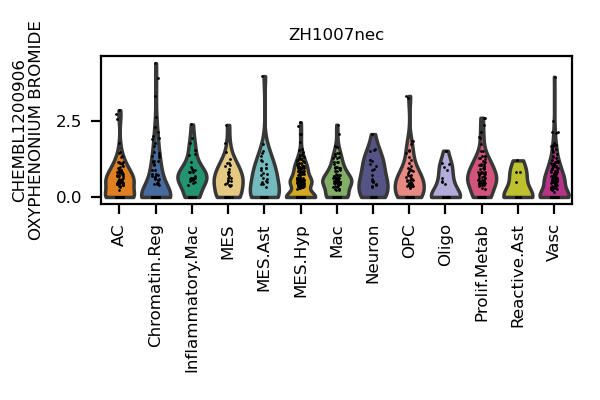 ZH1007nec
CHEMBL1200906
OXYPHENONIUM BROMIDE
2.5
0.0
AC
Chromatin.Reg
Inflammatory.Mac
MES
MES.Ast
MES.Hyp
Mac
Neuron
OPC
Oligo
Prolif.Metab
Reactive.Ast
Vasc